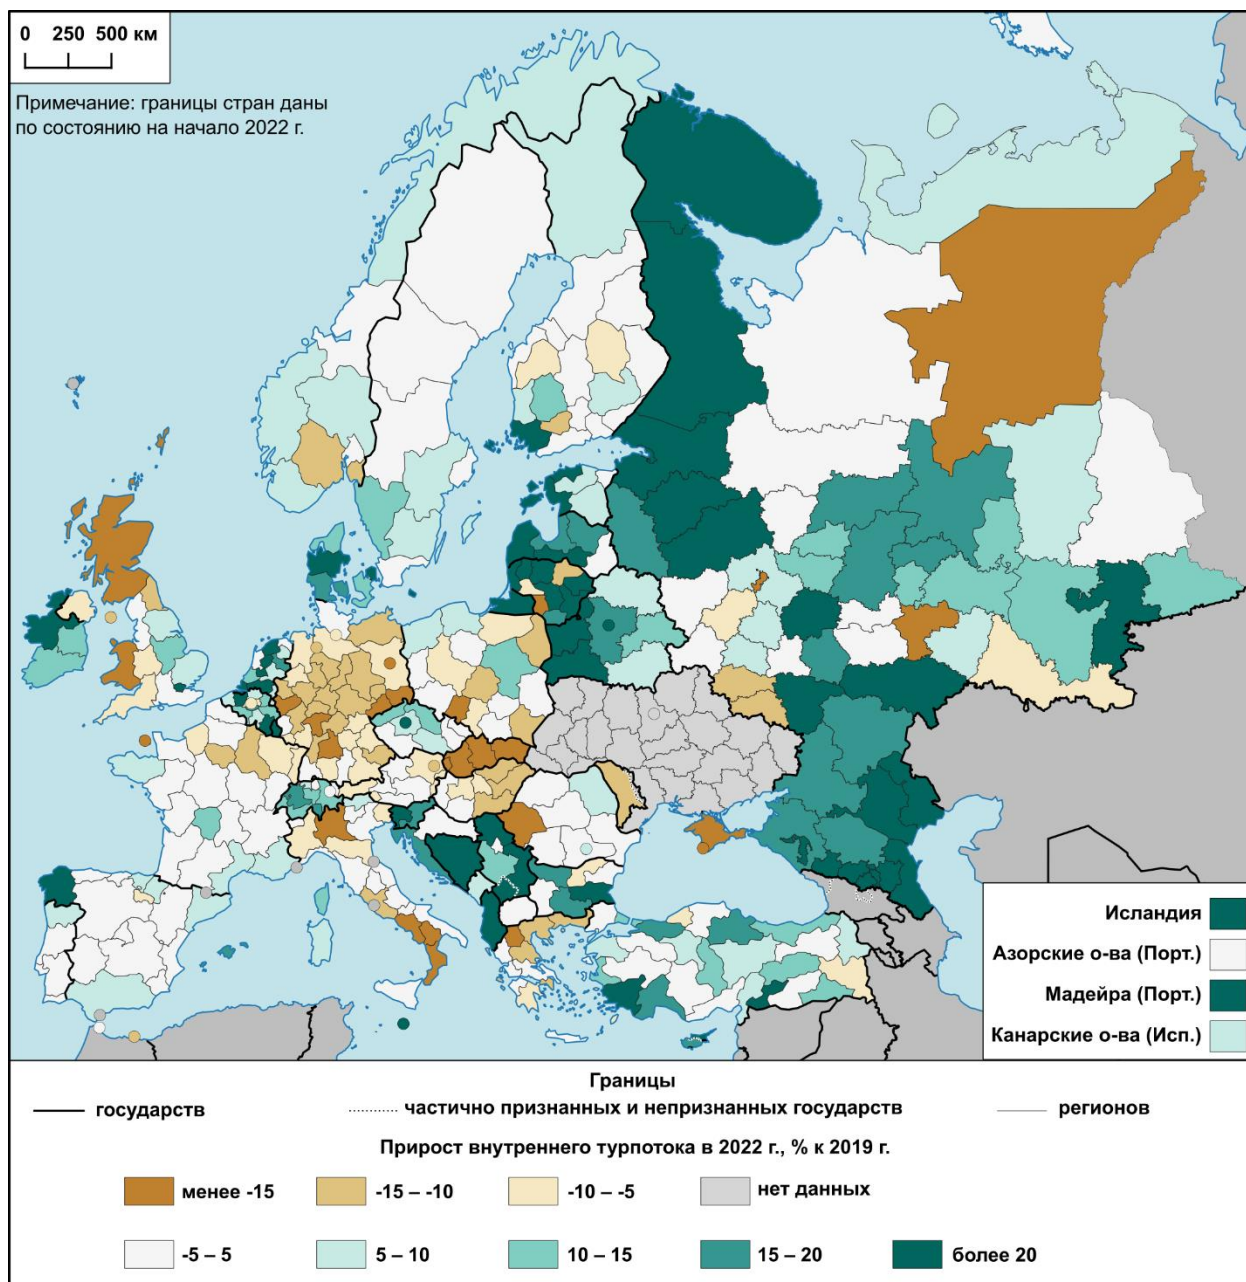 0 250 500 км
Примечание: границы стран даны
по состоянию на начало 2022 г.
Исландия
Азорские о-ва (Порт.)
Мадейра (Порт.)
Канарские о-ва (Исп.)
Границы
государств
частично признанных и непризнанных государств
регионов
Прирост внутреннего турпотока в 2022 г., % к 2019 г.
менее -15
-15 – -10
-10 – -5
нет данных
-5 – 5
5 – 10
10 – 15
15 – 20
более 20